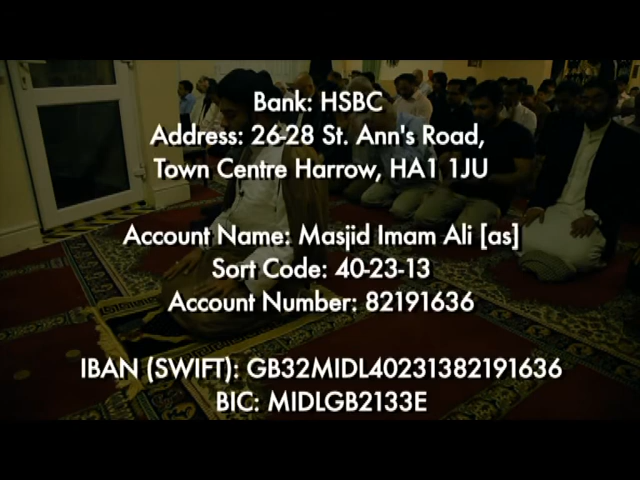 Bank: HSBC
Address: 26-28 St. Ann's Road,
Town Centre Harrow, HA1 1JU
Account Name: Masjid Imam Ali [as]
Sort Code: 40-23-13
Account Number: 82191636
IBAN (SWIFT): GB32MIDL40231382191636
BIC: MIDLGB2133E